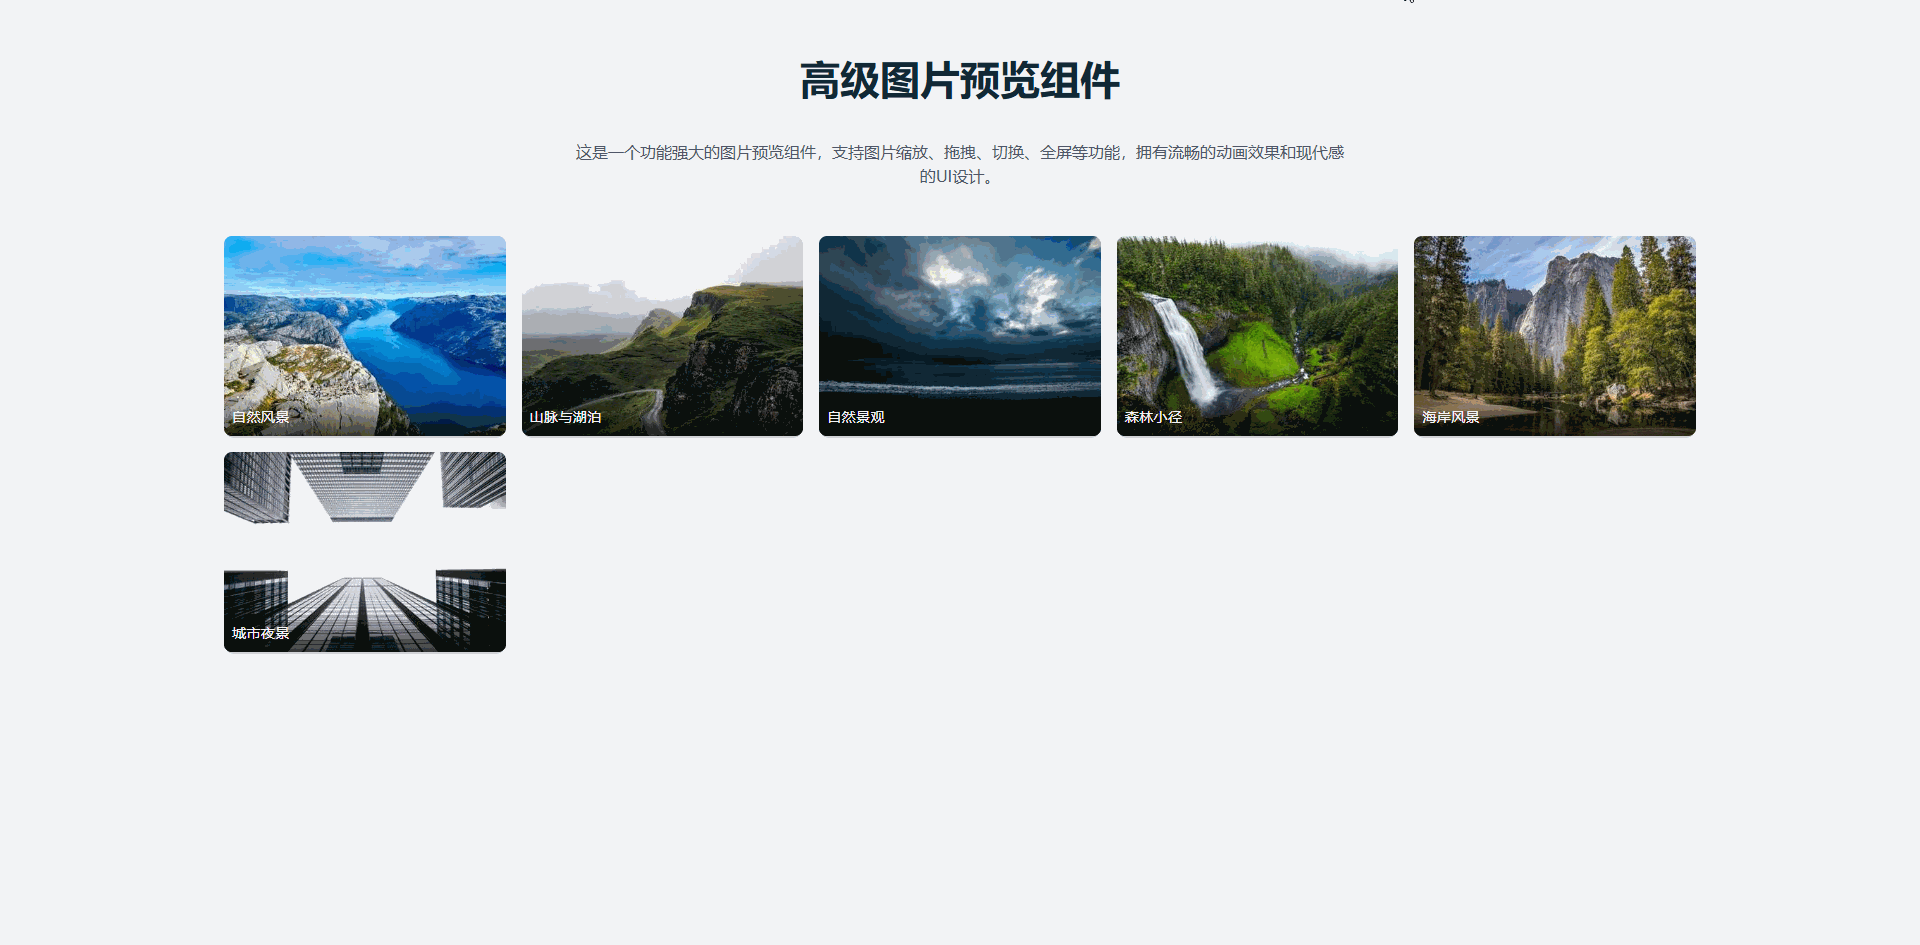 高级图片预览组件
这是一个功能强大的图片预览组件，支持图片缩放、拖拽、切换、全屏等功能，拥有流畅的动画效果和现代感
的UI设计。
自然风景
山脉与湖泊
自然景观
森林小径
海岸风景
城市夜景